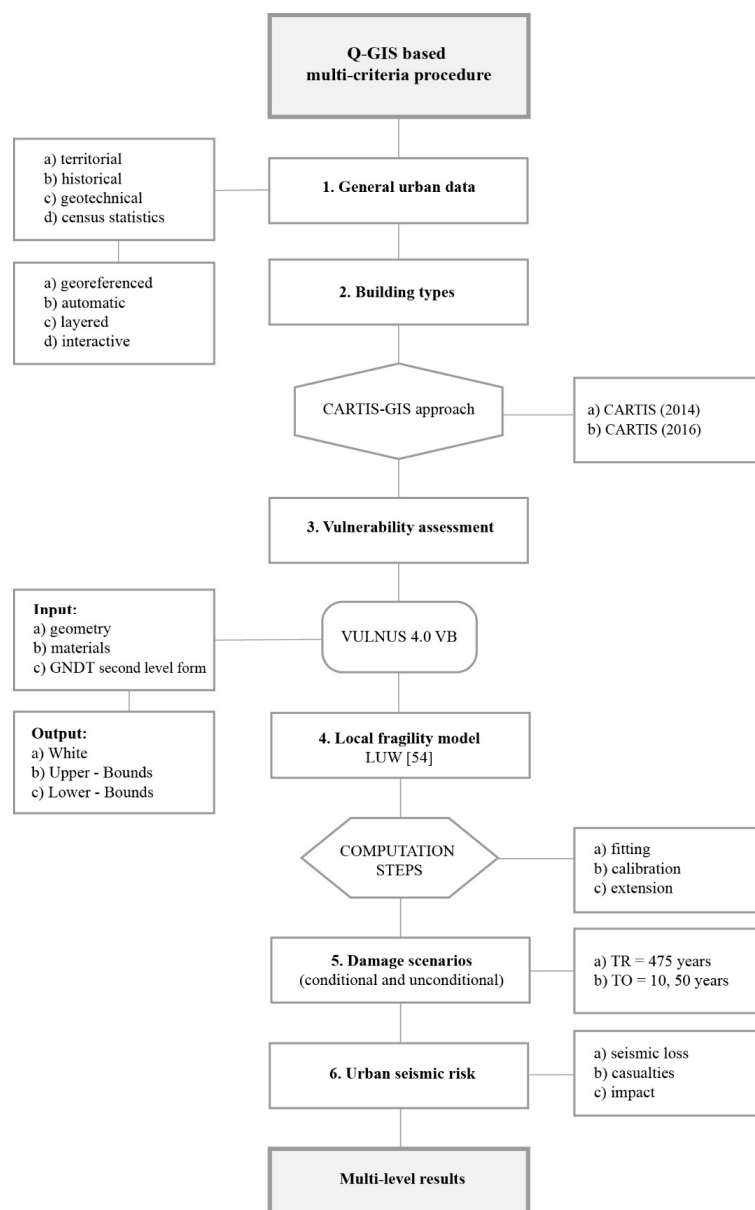 Q-GIS based
multi-criteria procedure
a) territorial
b) historical
c) geotechnical
d) census statistics
1. General urban data
a) georeferenced
b) automatic
c) layered
d) interactive
2. Building types
CARTIS-GIS approach
a) CARTIS (2014)
b) CARTIS (2016)
3. Vulnerability assessment
Input:
a) geometry
b) materials
c) GNDT second level form
VULNUS 4.0 VB
Output:
a) White
b) Upper - Bounds
c) Lower - Bounds
4. Local fragility model
LUW [54]
COMPUTATION
STEPS
a) fitting
b) calibration
c) extension
5. Damage scenarios
(conditional and unconditional)
a) TR = 475 years
b) TO = 10, 50 years
6. Urban seismic risk
a) seismic loss
b) casualties
c) impact
Multi-level results